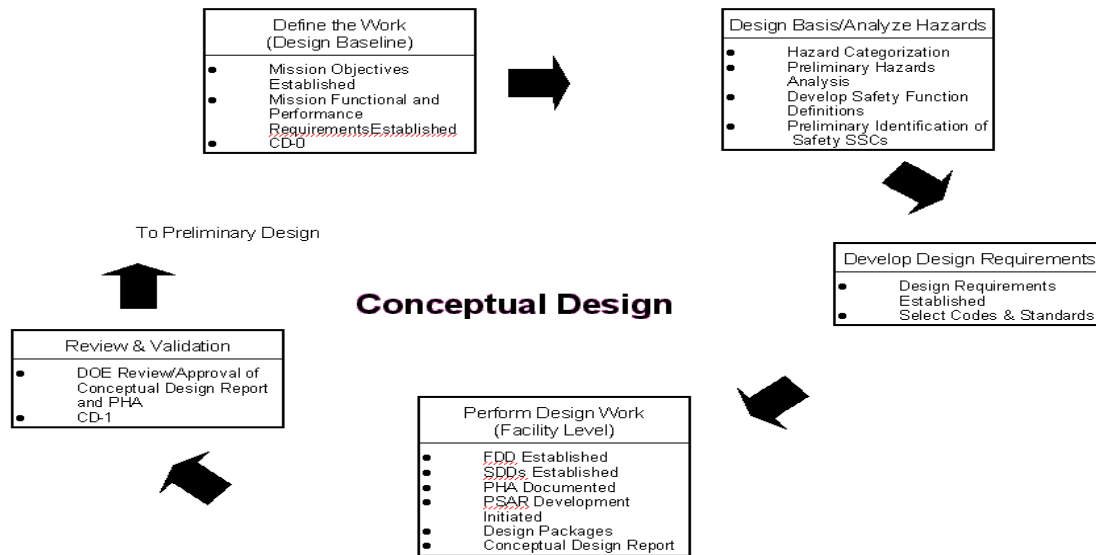 Define the Work
(Design Baseline)
• Mission Objectives
Established
• Mission Functional and
Performance
RequirementsEstablished
• CD-0
Design Basis/Analyze Hazards
• Hazard Categorization
• Preliminary Hazards
Analysis
• Develop Safety Function
Definitions
• Preliminary Identification of
Safety SSCs
Develop Design Requirements
• Design Requirements
Established
• Select Codes & Standards
Perform Design Work
(Facility Level)
• FDD Established
• SDDs Established
• PHA Documented
• PSAR Development
Initiated
• Design Packages
• Conceptual Design Report
Review & Validation
• DOE Review/Approval of
Conceptual Design Report
and PHA
• CD-1
To Preliminary Design
Conceptual Design